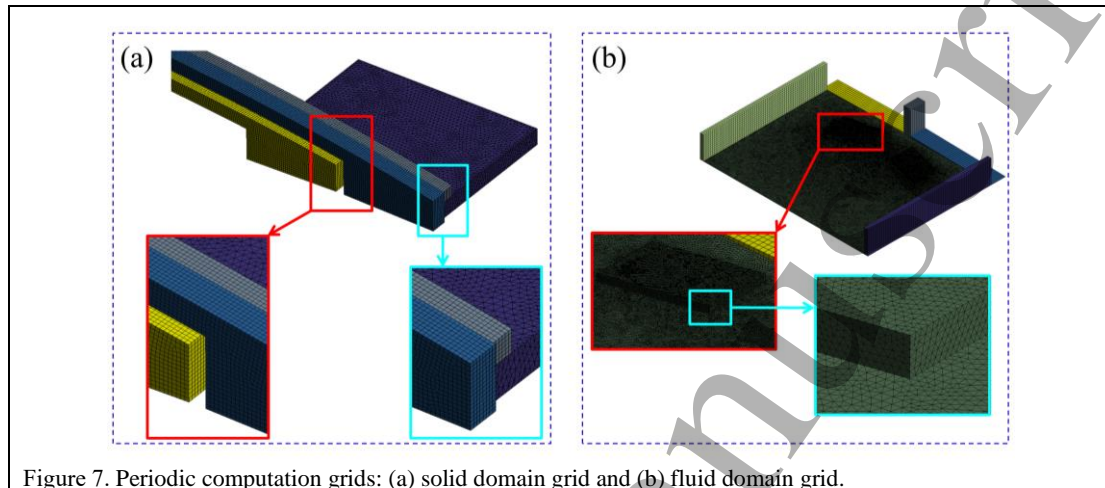 (a)
(b)
Figure 7. Periodic computation grids: (a) solid domain grid and (b) fluid domain grid.